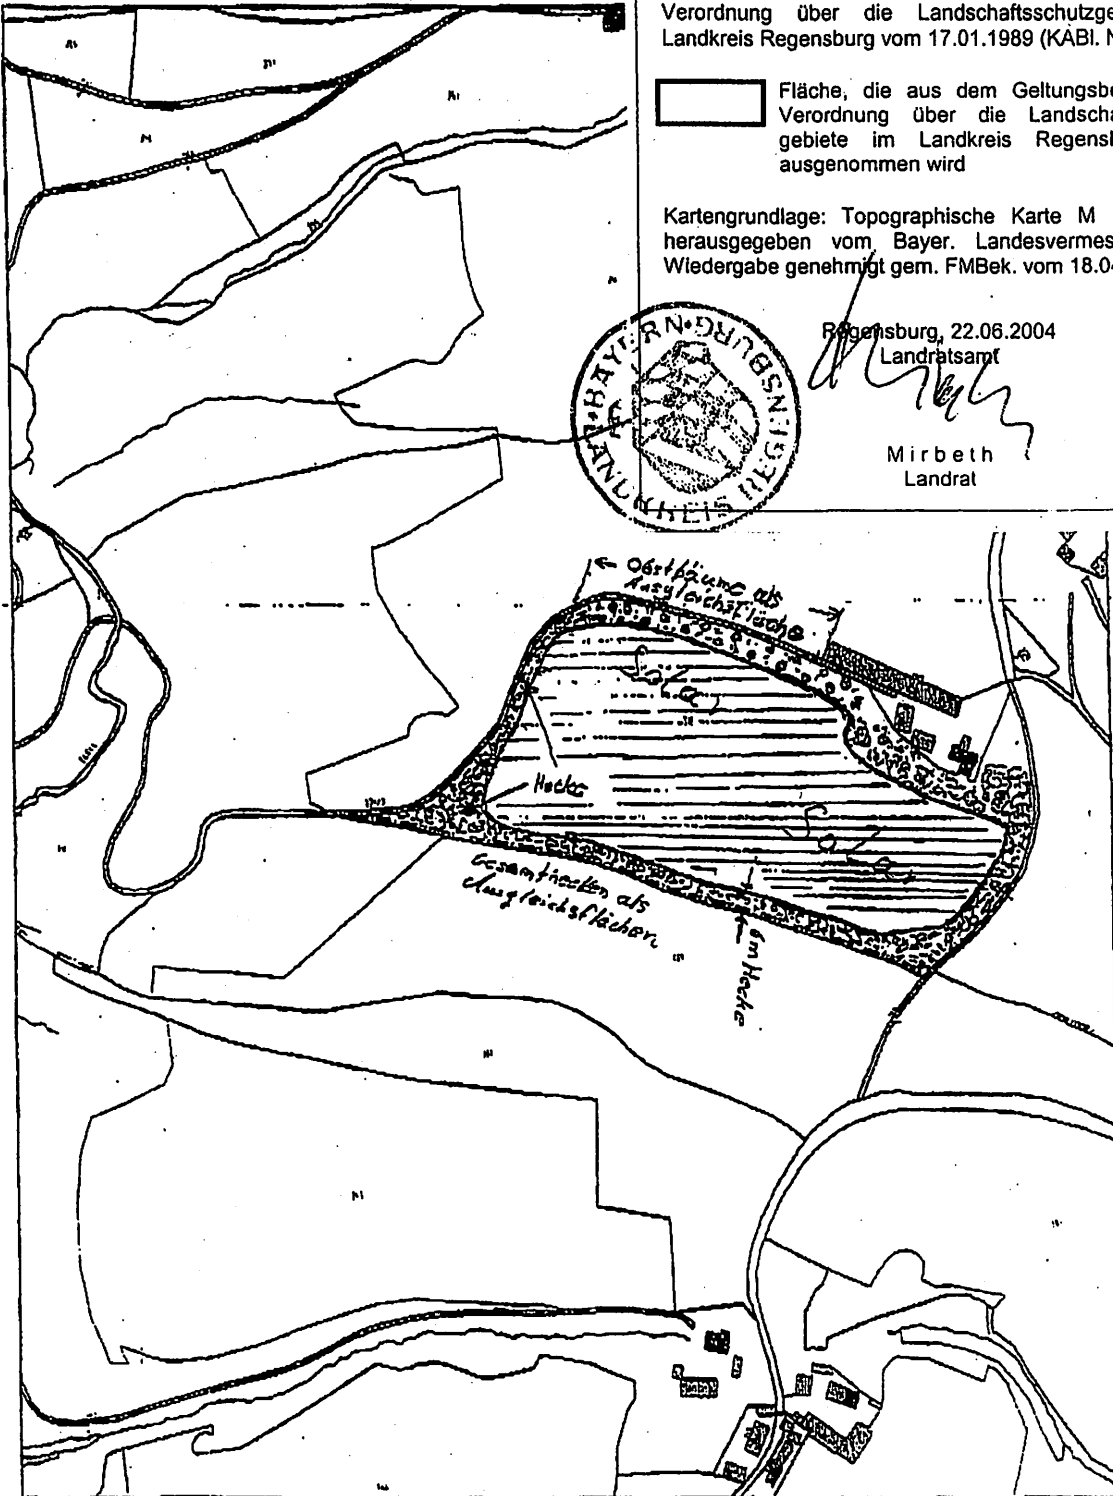 Verordnung über die Landschaftsschutzge
Landkreis Regensburg vom 17.01.1989 (KABl. N
Fläche, die aus dem Geltungsbe
Verordnung über die Landscha
gebiete im Landkreis Regensb
ausgenommen wird
Kartengrundlage: Topographische Karte M
herausgegeben vom Bayer. Landesvermes
Wiedergabe genehmigt gem. FMBek. vom 18.0
LANDKREIS REGENSBURG • BAYERN •
Regensburg, 22.06.2004
Landratsamt
Mirbeth
Landrat
Obstbäume als
Ausgleichsfläche
Solar
Hecke
Solar
Gesamthecken als
Ausgleichsflächen
6m Hecke